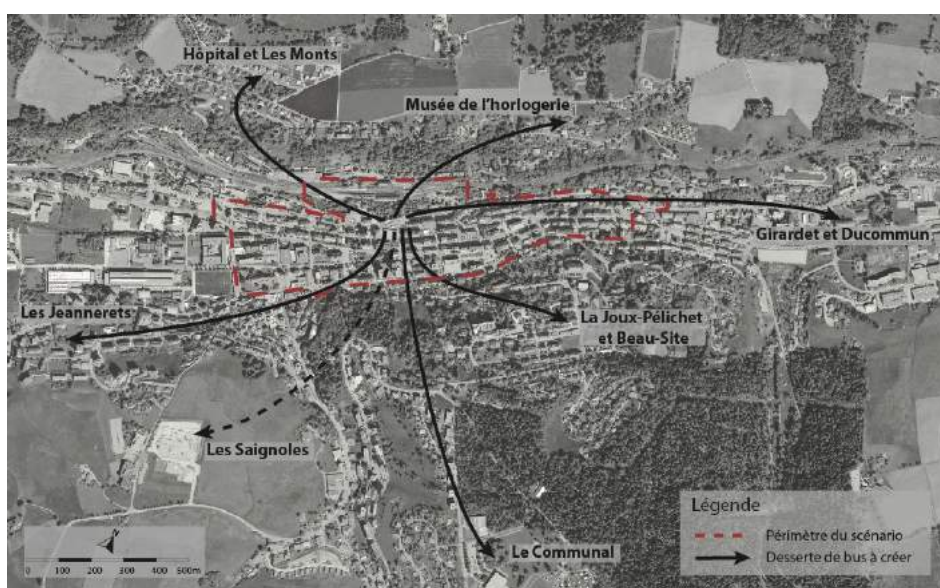 Hôpital et Les Monts
Musée de l'horlogerie
Girardet et Ducommun
Les Jeannerets
La Joux-Pélichet
et Beau-Site
Les Saignoles
Le Communal
Légende
Périmètre du scénario
Desserte de bus à créer
N
0 100 200 300 400 500m